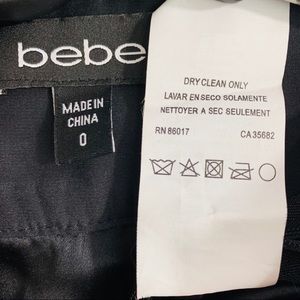 bebe
MADE IN
CHINA
0
DRY CLEAN ONLY
LAVAR EN SECO SOLAMENTE
NETTOYER A SEC SEULEMENT
RN 86017 CA 35682